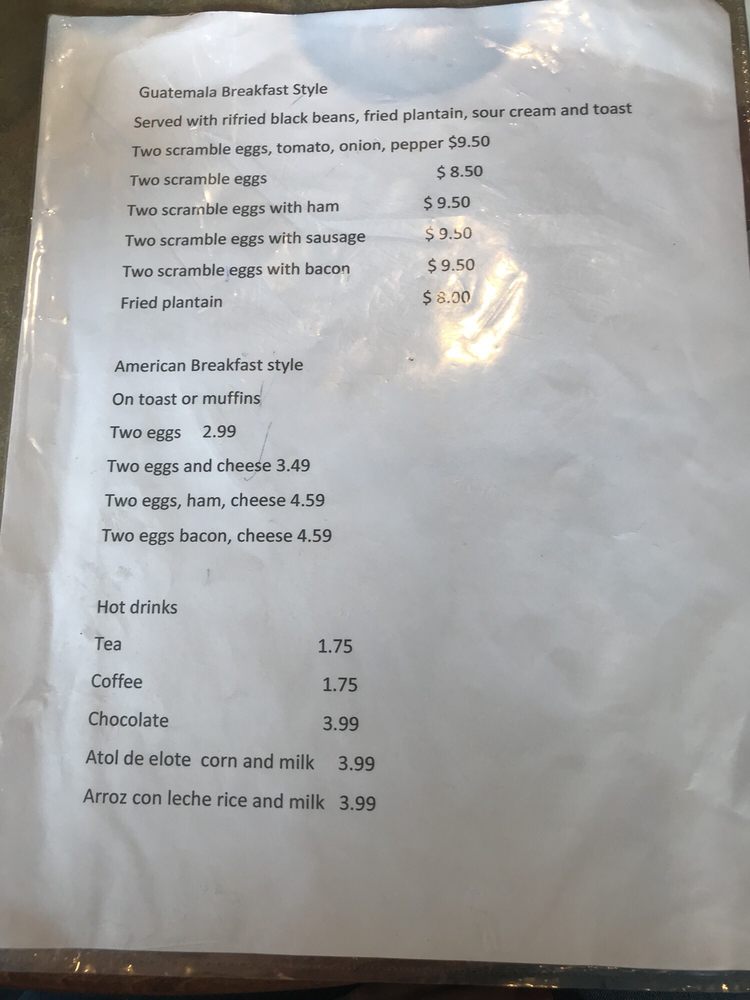 Guatemala Breakfast Style
Served with rifried black beans, fried plantain, sour cream and toast
Two scramble eggs, tomato, onion, pepper $9.50
Two scramble eggs $ 8.50
Two scramble eggs with ham $ 9.50
Two scramble eggs with sausage $ 9.50
Two scramble eggs with bacon $ 9.50
Fried plantain $ 8.00
American Breakfast style
On toast or muffins
Two eggs 2.99
Two eggs and cheese 3.49
Two eggs, ham, cheese 4.59
Two eggs bacon, cheese 4.59
Hot drinks
Tea 1.75
Coffee 1.75
Chocolate 3.99
Atol de elote corn and milk 3.99
Arroz con leche rice and milk 3.99